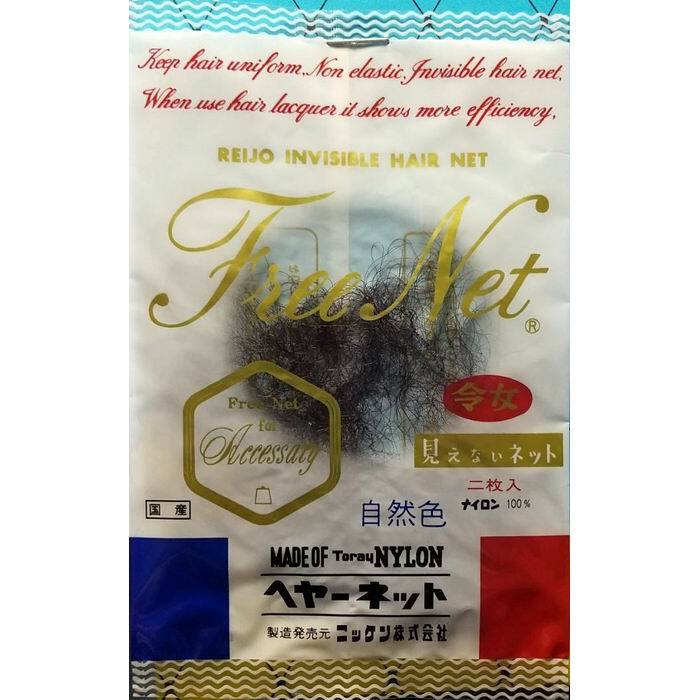 Keep hair uniform. Non elastic. Invisible hair net.
When use hair lacquer it shows more efficiency.
REIJO INVISIBLE HAIR NET
Free Net ®
Free Net
for
Accessaty
令女
見えないネット
二枚入
ナイロン 100%
自然色
国産
MADE OF Toray NYLON
ヘヤーネット
製造発売元 ニッケン株式会社